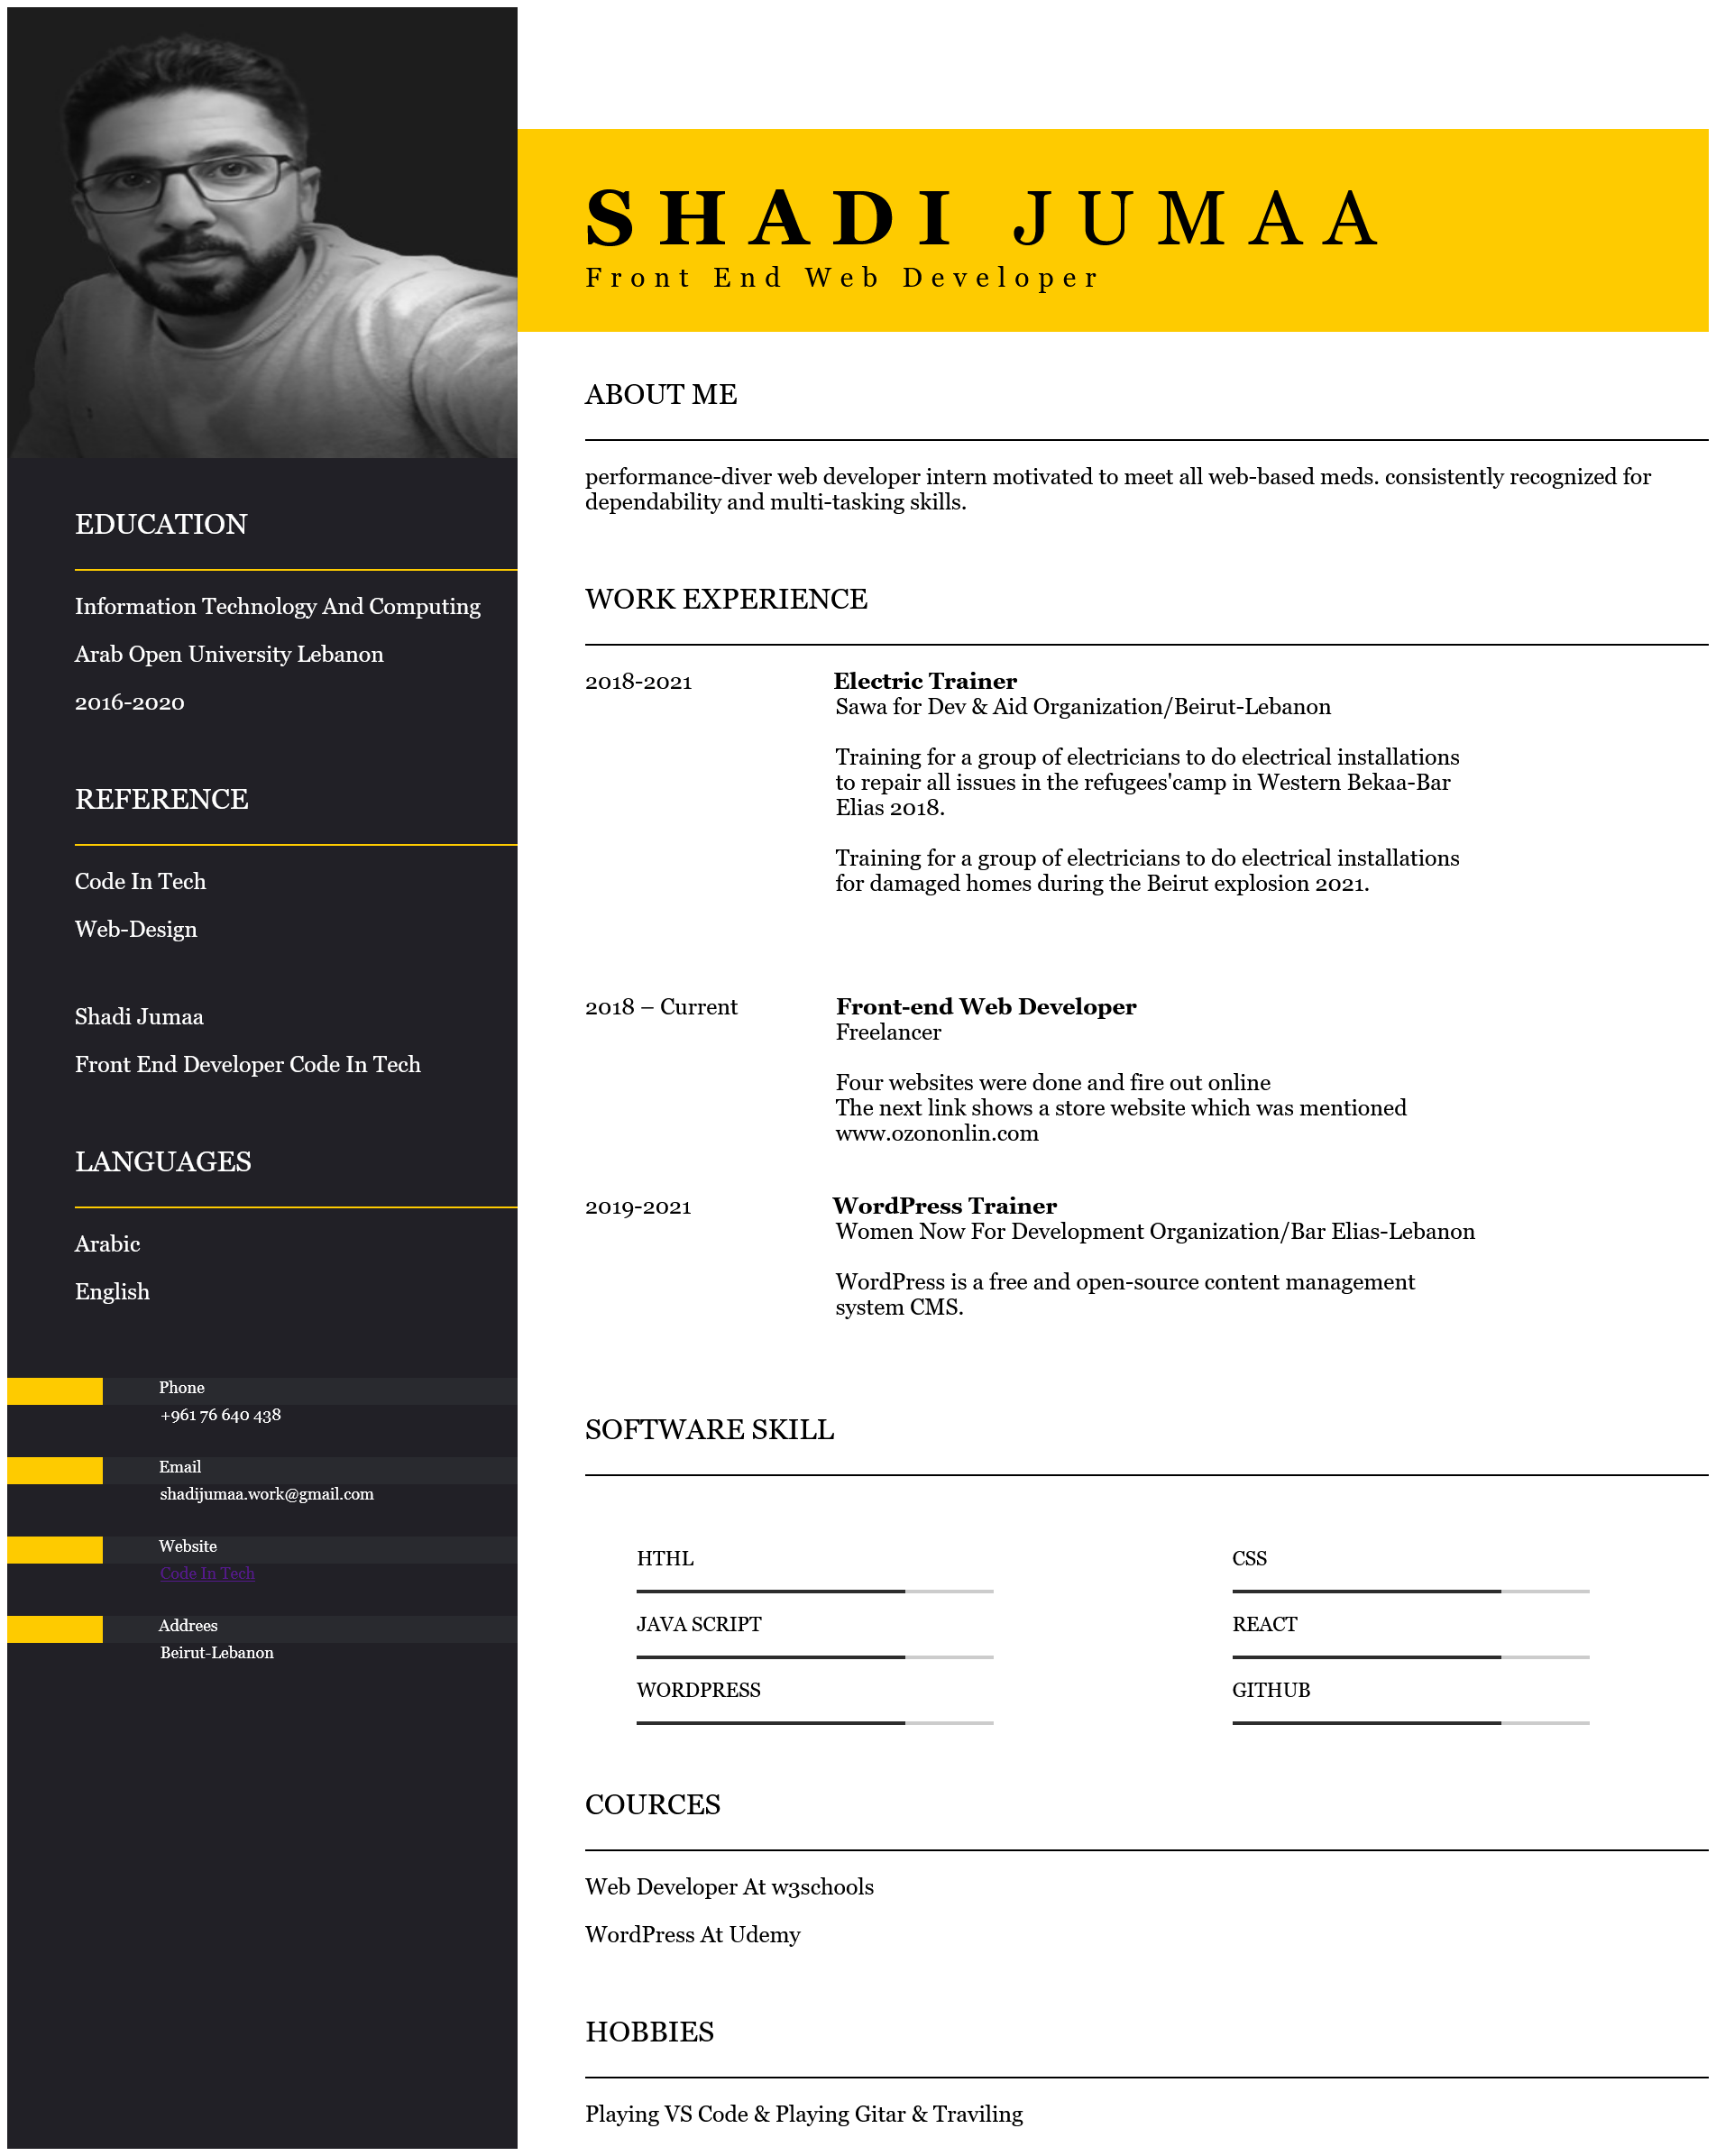 SHADI JUMAA
Front End Web Developer
EDUCATION
Information Technology And Computing
Arab Open University Lebanon
2016-2020
REFERENCE
Code In Tech
Web-Design
Shadi Jumaa
Front End Developer Code In Tech
LANGUAGES
Arabic
English
Phone
+961 76 640 438
Email
shadijumaa.work@gmail.com
Website
Code In Tech
Addrees
Beirut-Lebanon
ABOUT ME
performance-diver web developer intern motivated to meet all web-based meds. consistently recognized for
dependability and multi-tasking skills.
WORK EXPERIENCE
2018-2021 Electric Trainer
Sawa for Dev & Aid Organization/Beirut-Lebanon
Training for a group of electricians to do electrical installations
to repair all issues in the refugees'camp in Western Bekaa-Bar
Elias 2018.
Training for a group of electricians to do electrical installations
for damaged homes during the Beirut explosion 2021.
2018 – Current Front-end Web Developer
Freelancer
Four websites were done and fire out online
The next link shows a store website which was mentioned
www.ozononlin.com
2019-2021 WordPress Trainer
Women Now For Development Organization/Bar Elias-Lebanon
WordPress is a free and open-source content management
system CMS.
SOFTWARE SKILL
HTHL CSS
JAVA SCRIPT REACT
WORDPRESS GITHUB
COURCES
Web Developer At w3schools
WordPress At Udemy
HOBBIES
Playing VS Code & Playing Gitar & Traviling